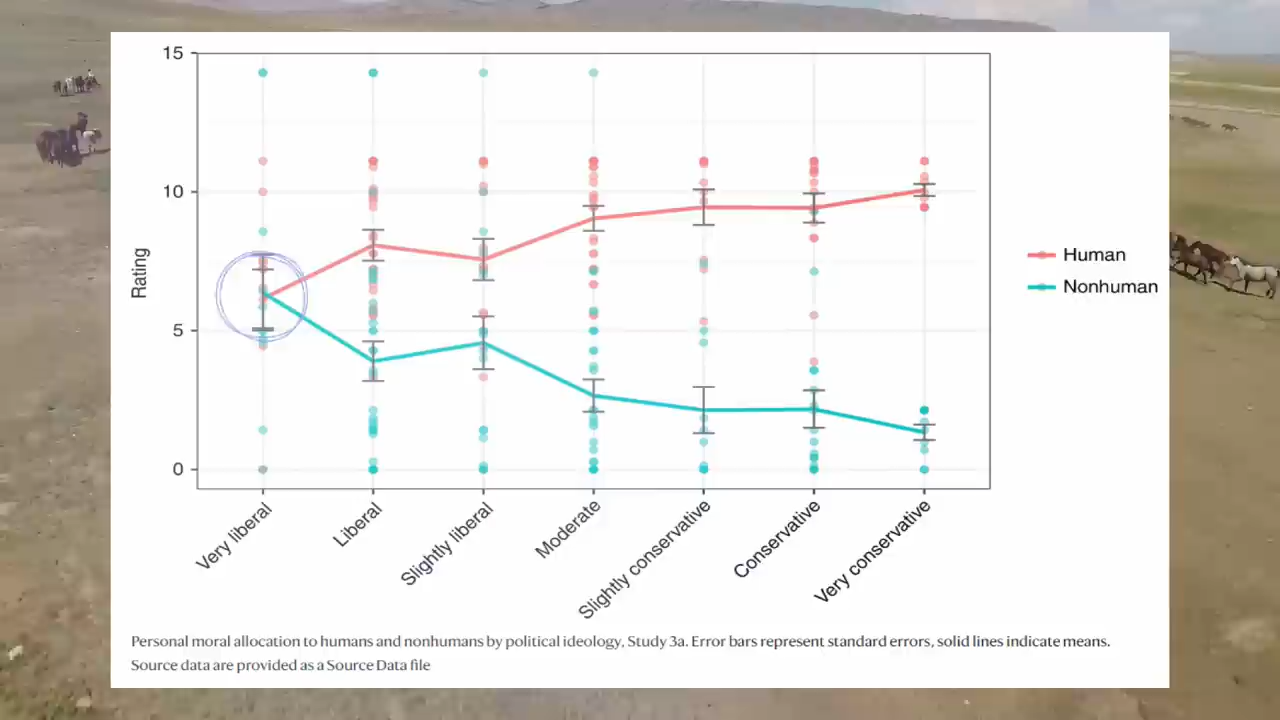 15
10
5
0
Rating
Human
Nonhuman
Very liberal
Liberal
Slightly liberal
Moderate
Slightly conservative
Conservative
Very conservative
Personal moral allocation to humans and nonhumans by political ideology, Study 3a. Error bars represent standard errors, solid lines indicate means.
Source data are provided as a Source Data file